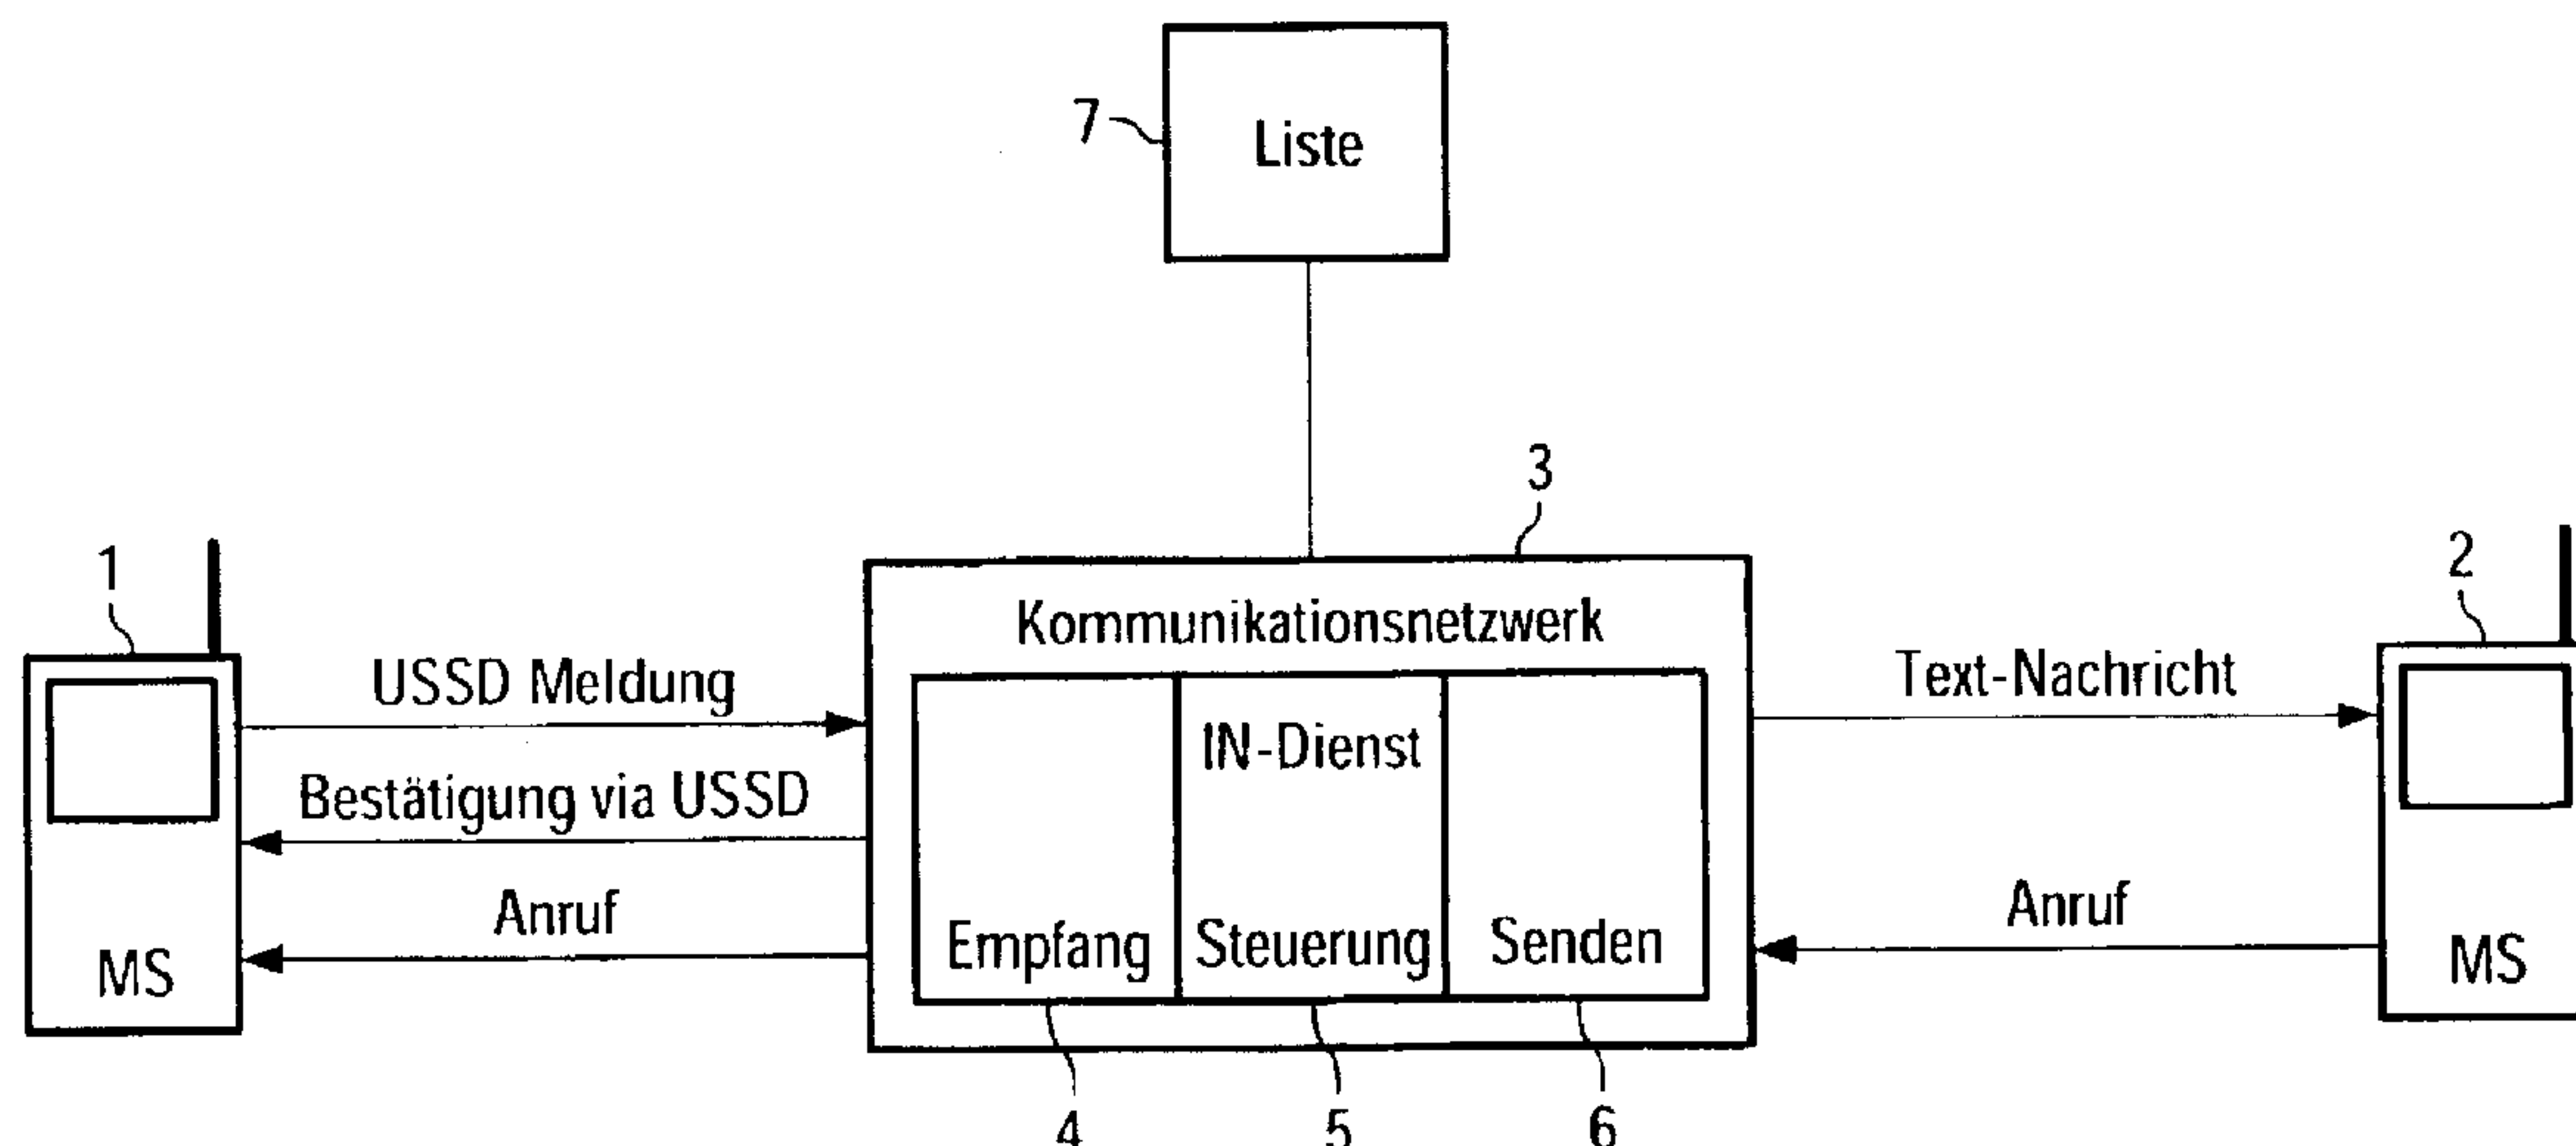 7
Liste
3
1
2
Kommunikationsnetzwerk
USSD Meldung
Text-Nachricht
IN-Dienst
Bestätigung via USSD
Anruf
Anruf
Empfang
Steuerung
Senden
MS
MS
4
5
6